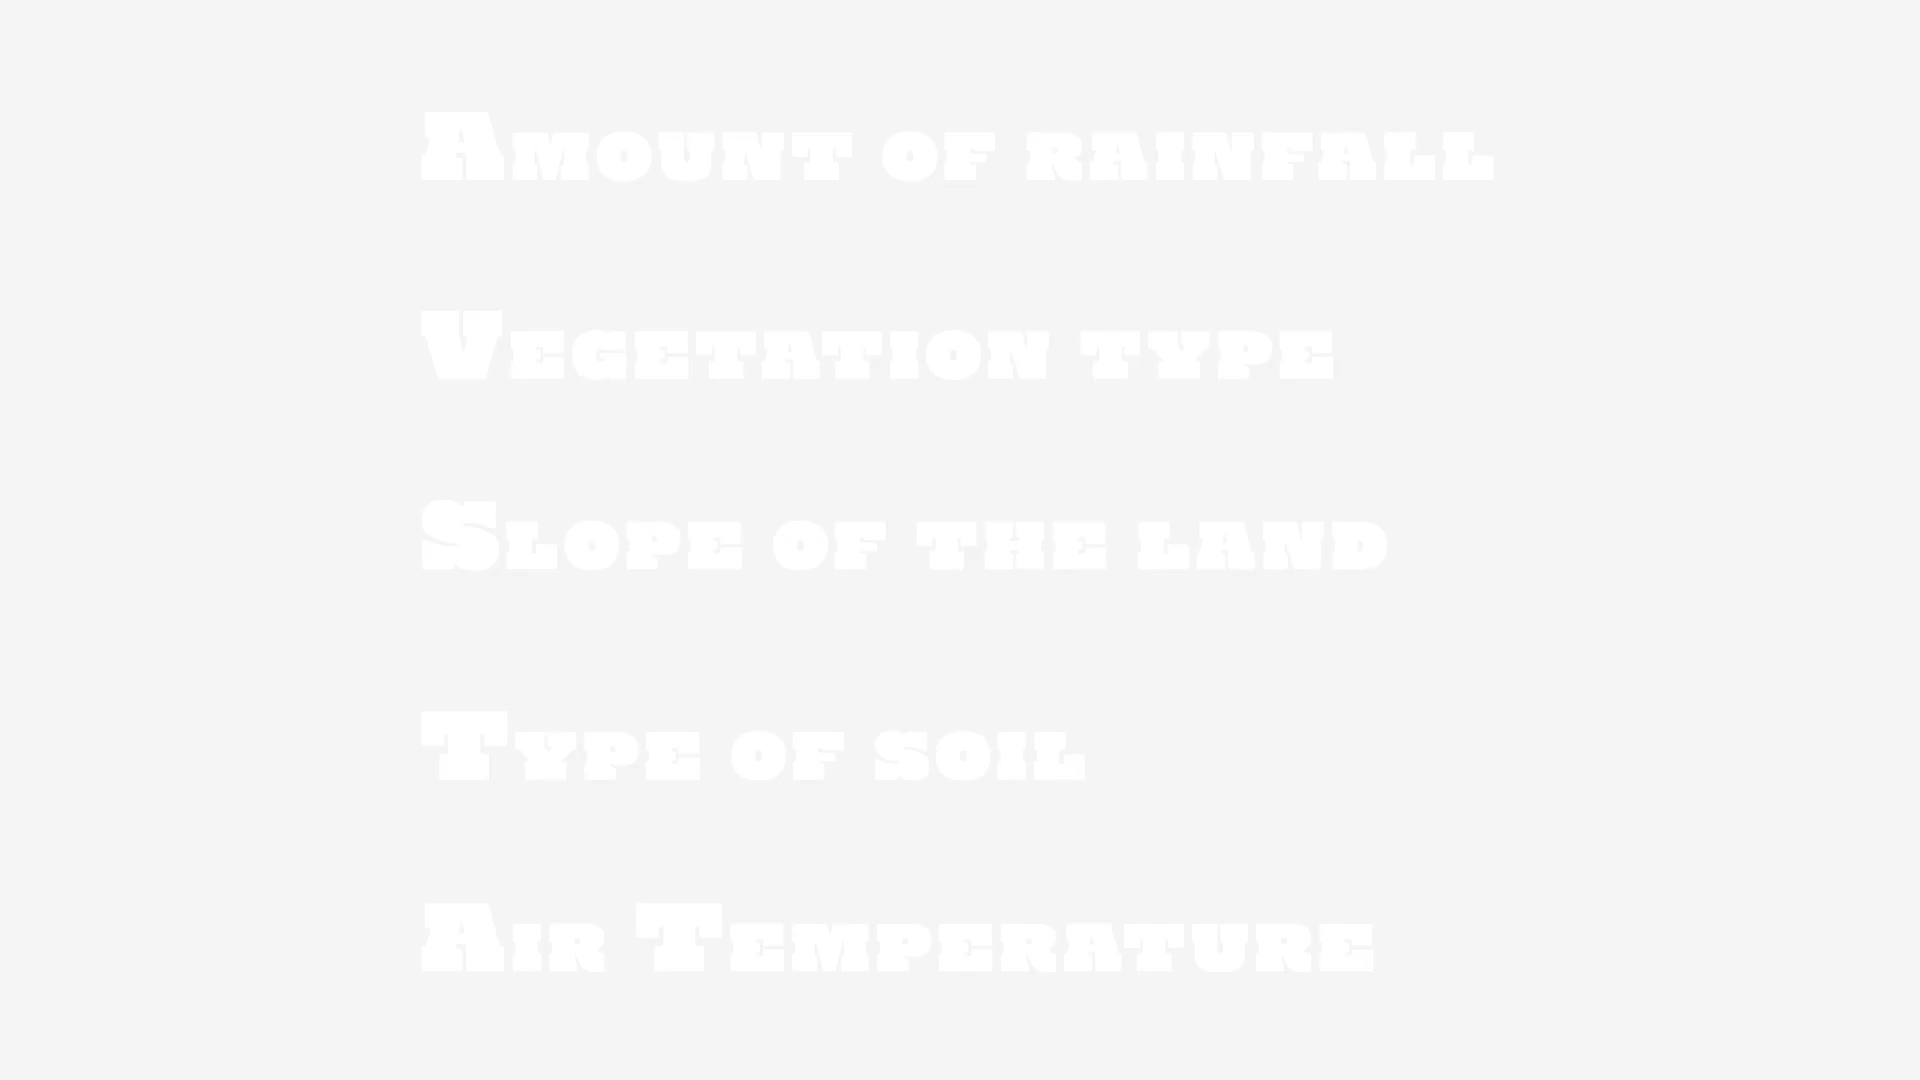 Amount of rainfall
Vegetation type
Slope of the land
Type of soil
Air Temperature